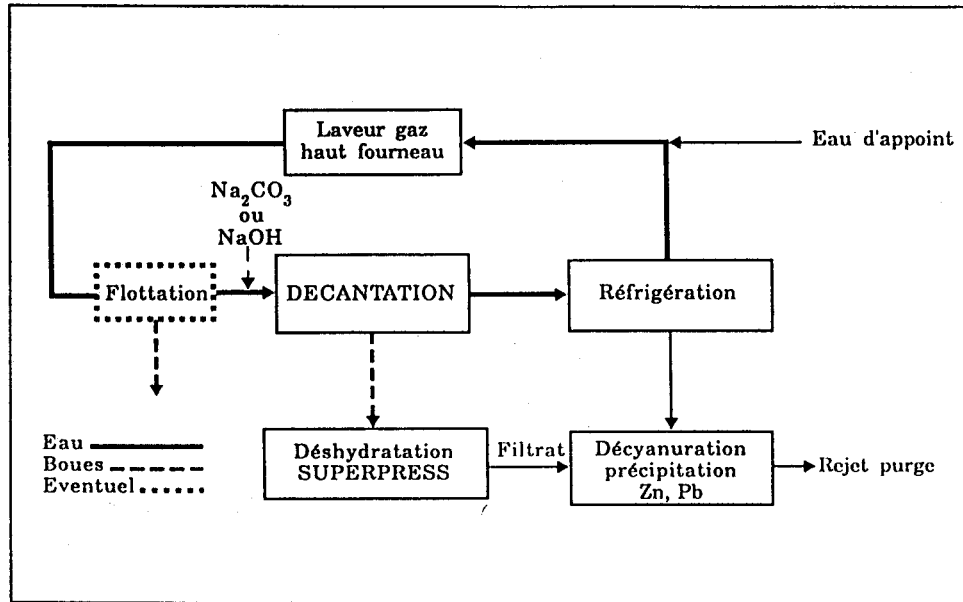 Laveur gaz
haut fourneau
Eau d'appoint
Na₂CO₃
ou
NaOH
Flottation
DECANTATION
Réfrigération
Eau
Boues
Eventuel
Déshydratation
SUPERPRESS
Filtrat
Décyanuration
précipitation
Zn, Pb
Rejet purge